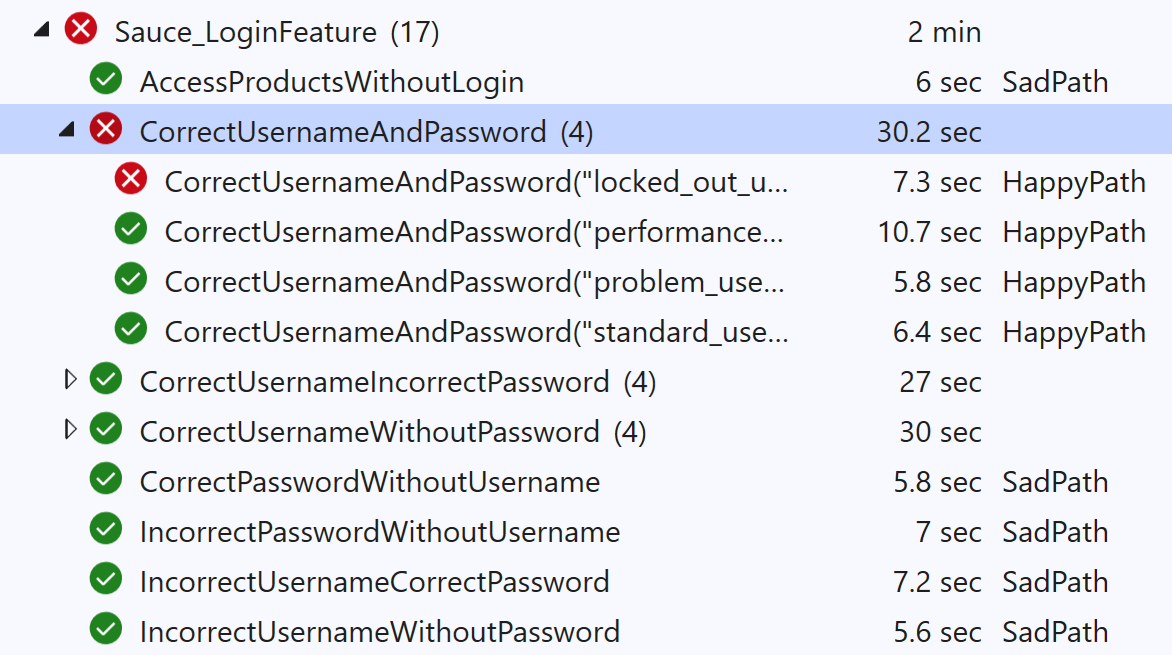 Sauce_LoginFeature (17) 2 min
AccessProductsWithoutLogin 6 sec SadPath
CorrectUsernameAndPassword (4) 30.2 sec
CorrectUsernameAndPassword("locked_out_u... 7.3 sec HappyPath
CorrectUsernameAndPassword("performance... 10.7 sec HappyPath
CorrectUsernameAndPassword("problem_use... 5.8 sec HappyPath
CorrectUsernameAndPassword("standard_use... 6.4 sec HappyPath
CorrectUsernameIncorrectPassword (4) 27 sec
CorrectUsernameWithoutPassword (4) 30 sec
CorrectPasswordWithoutUsername 5.8 sec SadPath
IncorrectPasswordWithoutUsername 7 sec SadPath
IncorrectUsernameCorrectPassword 7.2 sec SadPath
IncorrectUsernameWithoutPassword 5.6 sec SadPath